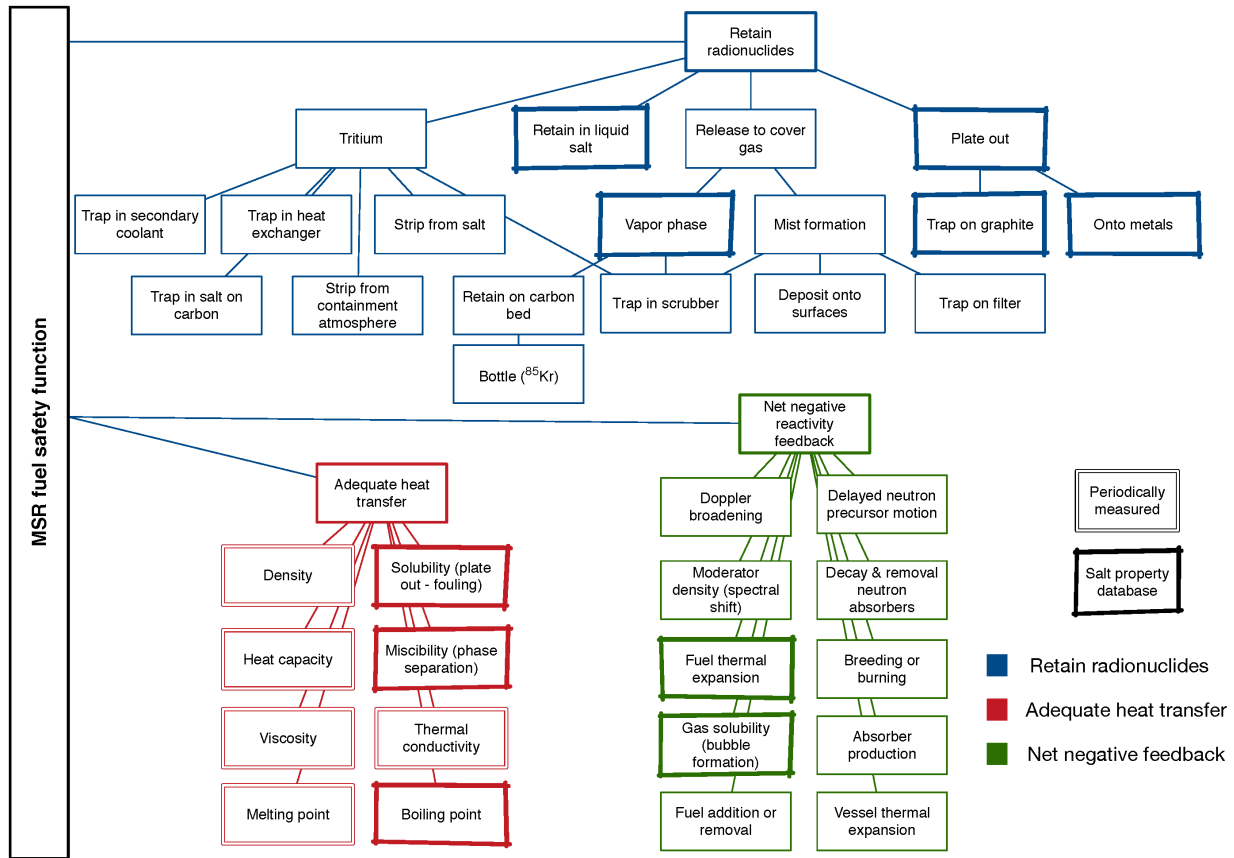 MSR fuel safety function
Retain
radionuclides
Tritium
Retain in liquid
salt
Release to cover
gas
Plate out
Trap in secondary
coolant
Trap in heat
exchanger
Strip from salt
Vapor phase
Mist formation
Trap on graphite
Onto metals
Trap in salt on
carbon
Strip from
containment
atmosphere
Retain on carbon
bed
Trap in scrubber
Deposit onto
surfaces
Trap on filter
Bottle (⁸⁵Kr)
Net negative
reactivity
feedback
Adequate heat
transfer
Density
Solubility (plate
out - fouling)
Heat capacity
Miscibility (phase
separation)
Viscosity
Thermal
conductivity
Melting point
Boiling point
Doppler
broadening
Delayed neutron
precursor motion
Moderator
density (spectral
shift)
Decay & removal
neutron
absorbers
Fuel thermal
expansion
Breeding or
burning
Gas solubility
(bubble
formation)
Absorber
production
Fuel addition or
removal
Vessel thermal
expansion
Periodically
measured
Salt property
database
Retain radionuclides
Adequate heat transfer
Net negative feedback